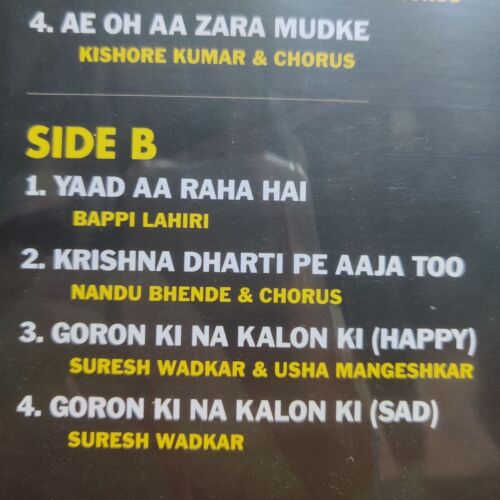 4. AE OH AA ZARA MUDKE
KISHORE KUMAR & CHORUS
SIDE B
1. YAAD AA RAHA HAI
BAPPI LAHIRI
2. KRISHNA DHARTI PE AAJA TOO
NANDU BHENDE & CHORUS
3. GORON KI NA KALON KI (HAPPY)
SURESH WADKAR & USHA MANGESHKAR
4. GORON KI NA KALON KI (SAD)
SURESH WADKAR